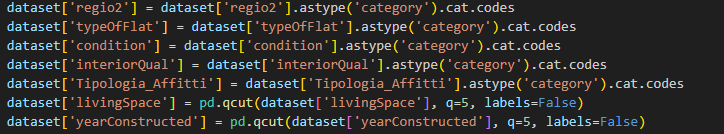 dataset['regio2'] = dataset['regio2'].astype('category').cat.codes
dataset['typeOfFlat'] = dataset['typeOfFlat'].astype('category').cat.codes
dataset['condition'] = dataset['condition'].astype('category').cat.codes
dataset['interiorQual'] = dataset['interiorQual'].astype('category').cat.codes
dataset['Tipologia_Affitti'] = dataset['Tipologia_Affitti'].astype('category').cat.codes
dataset['livingSpace'] = pd.qcut(dataset['livingSpace'], q=5, labels=False)
dataset['yearConstructed'] = pd.qcut(dataset['yearConstructed'], q=5, labels=False)